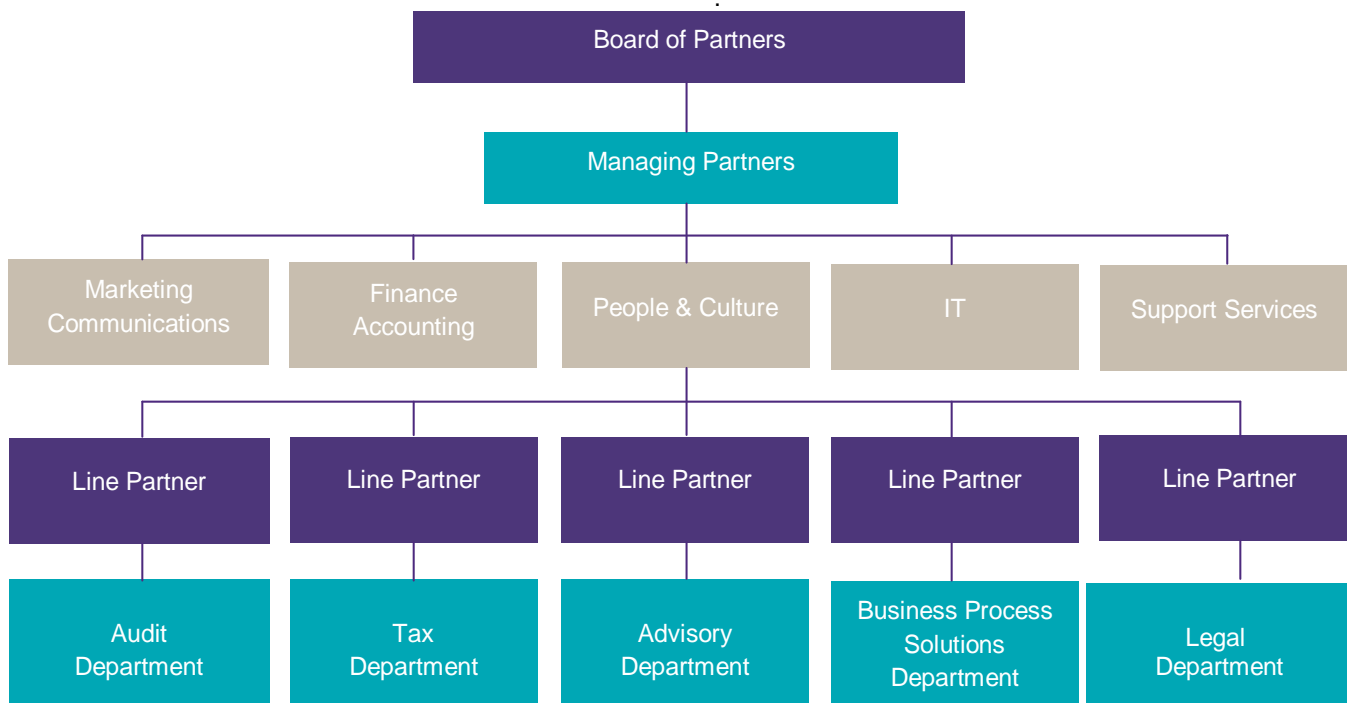 Board of Partners
Managing Partners
Marketing
Communications
Finance
Accounting
People & Culture
IT
Support Services
Line Partner
Line Partner
Line Partner
Line Partner
Line Partner
Audit
Department
Tax
Department
Advisory
Department
Business Process
Solutions
Department
Legal
Department